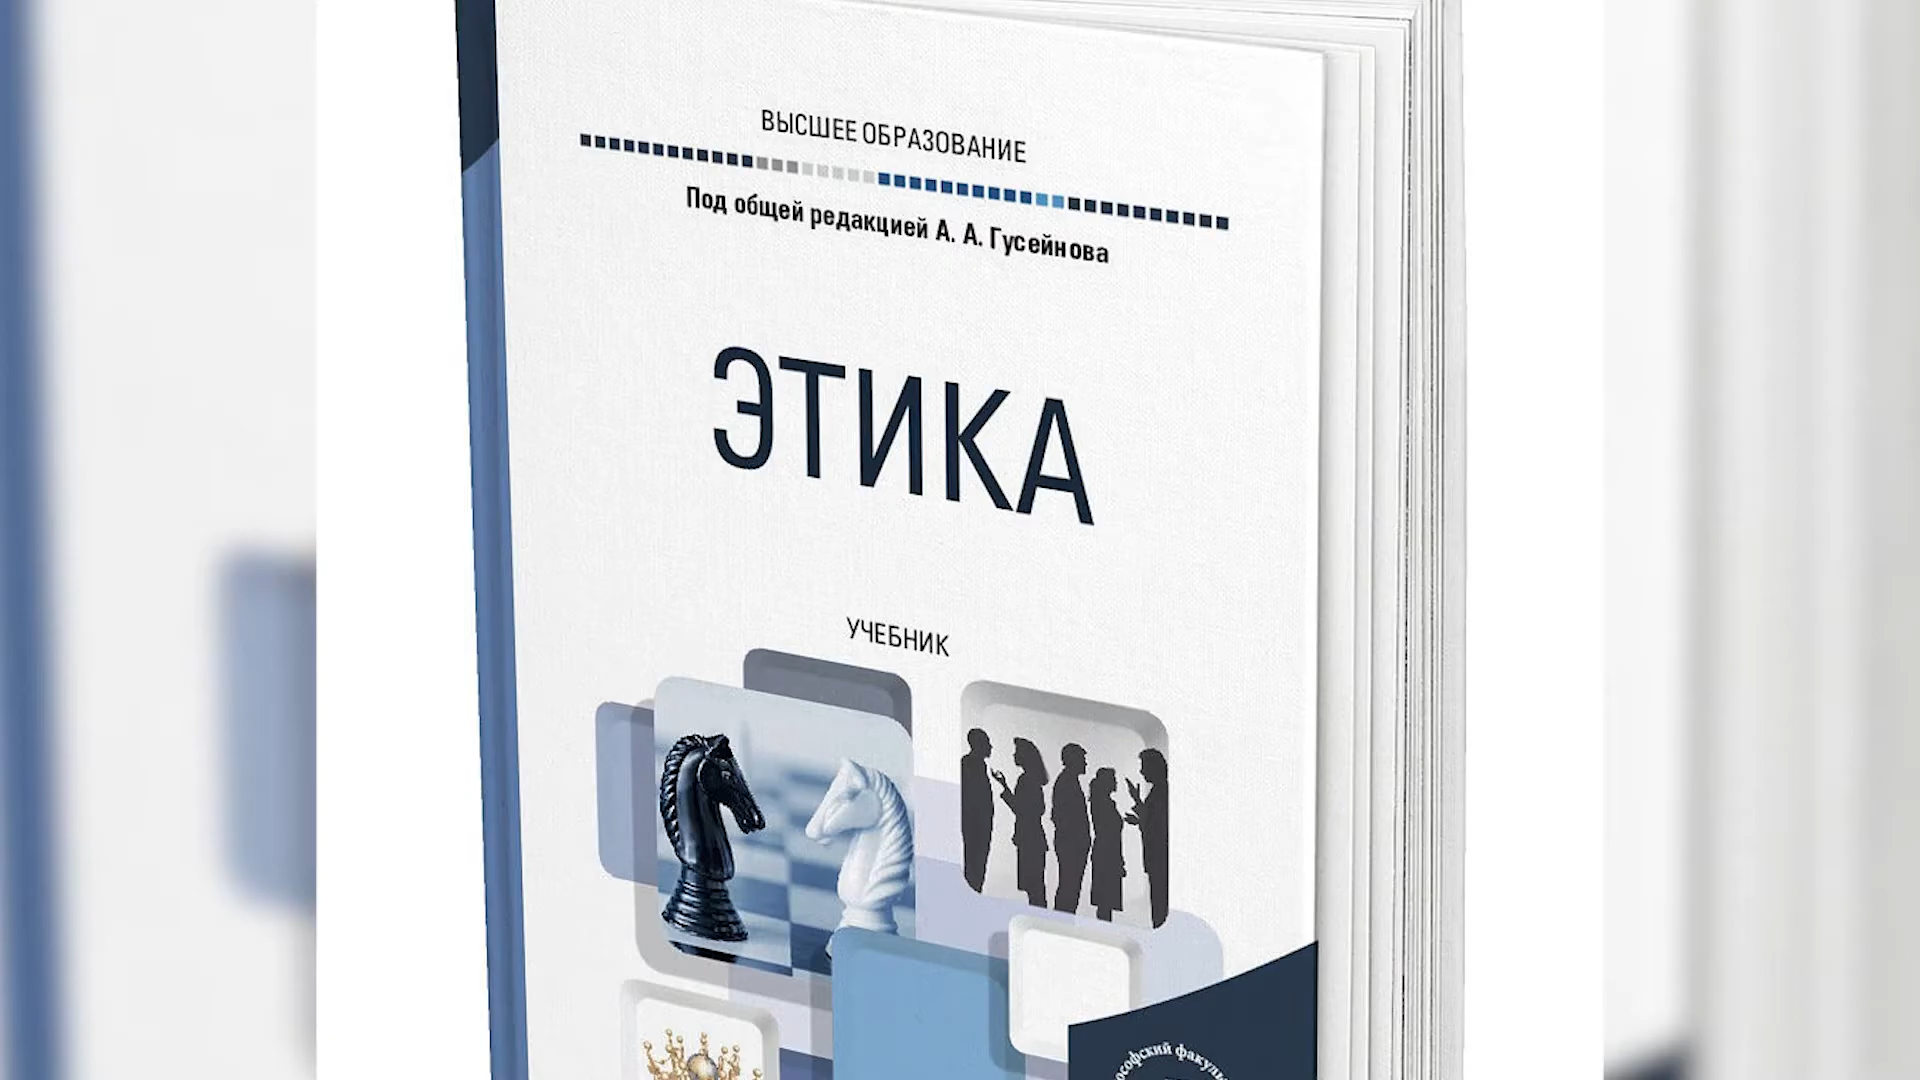 ВЫСШЕЕ ОБРАЗОВАНИЕ
Под общей редакцией А. А. Гусейнова
ЭТИКА
УЧЕБНИК